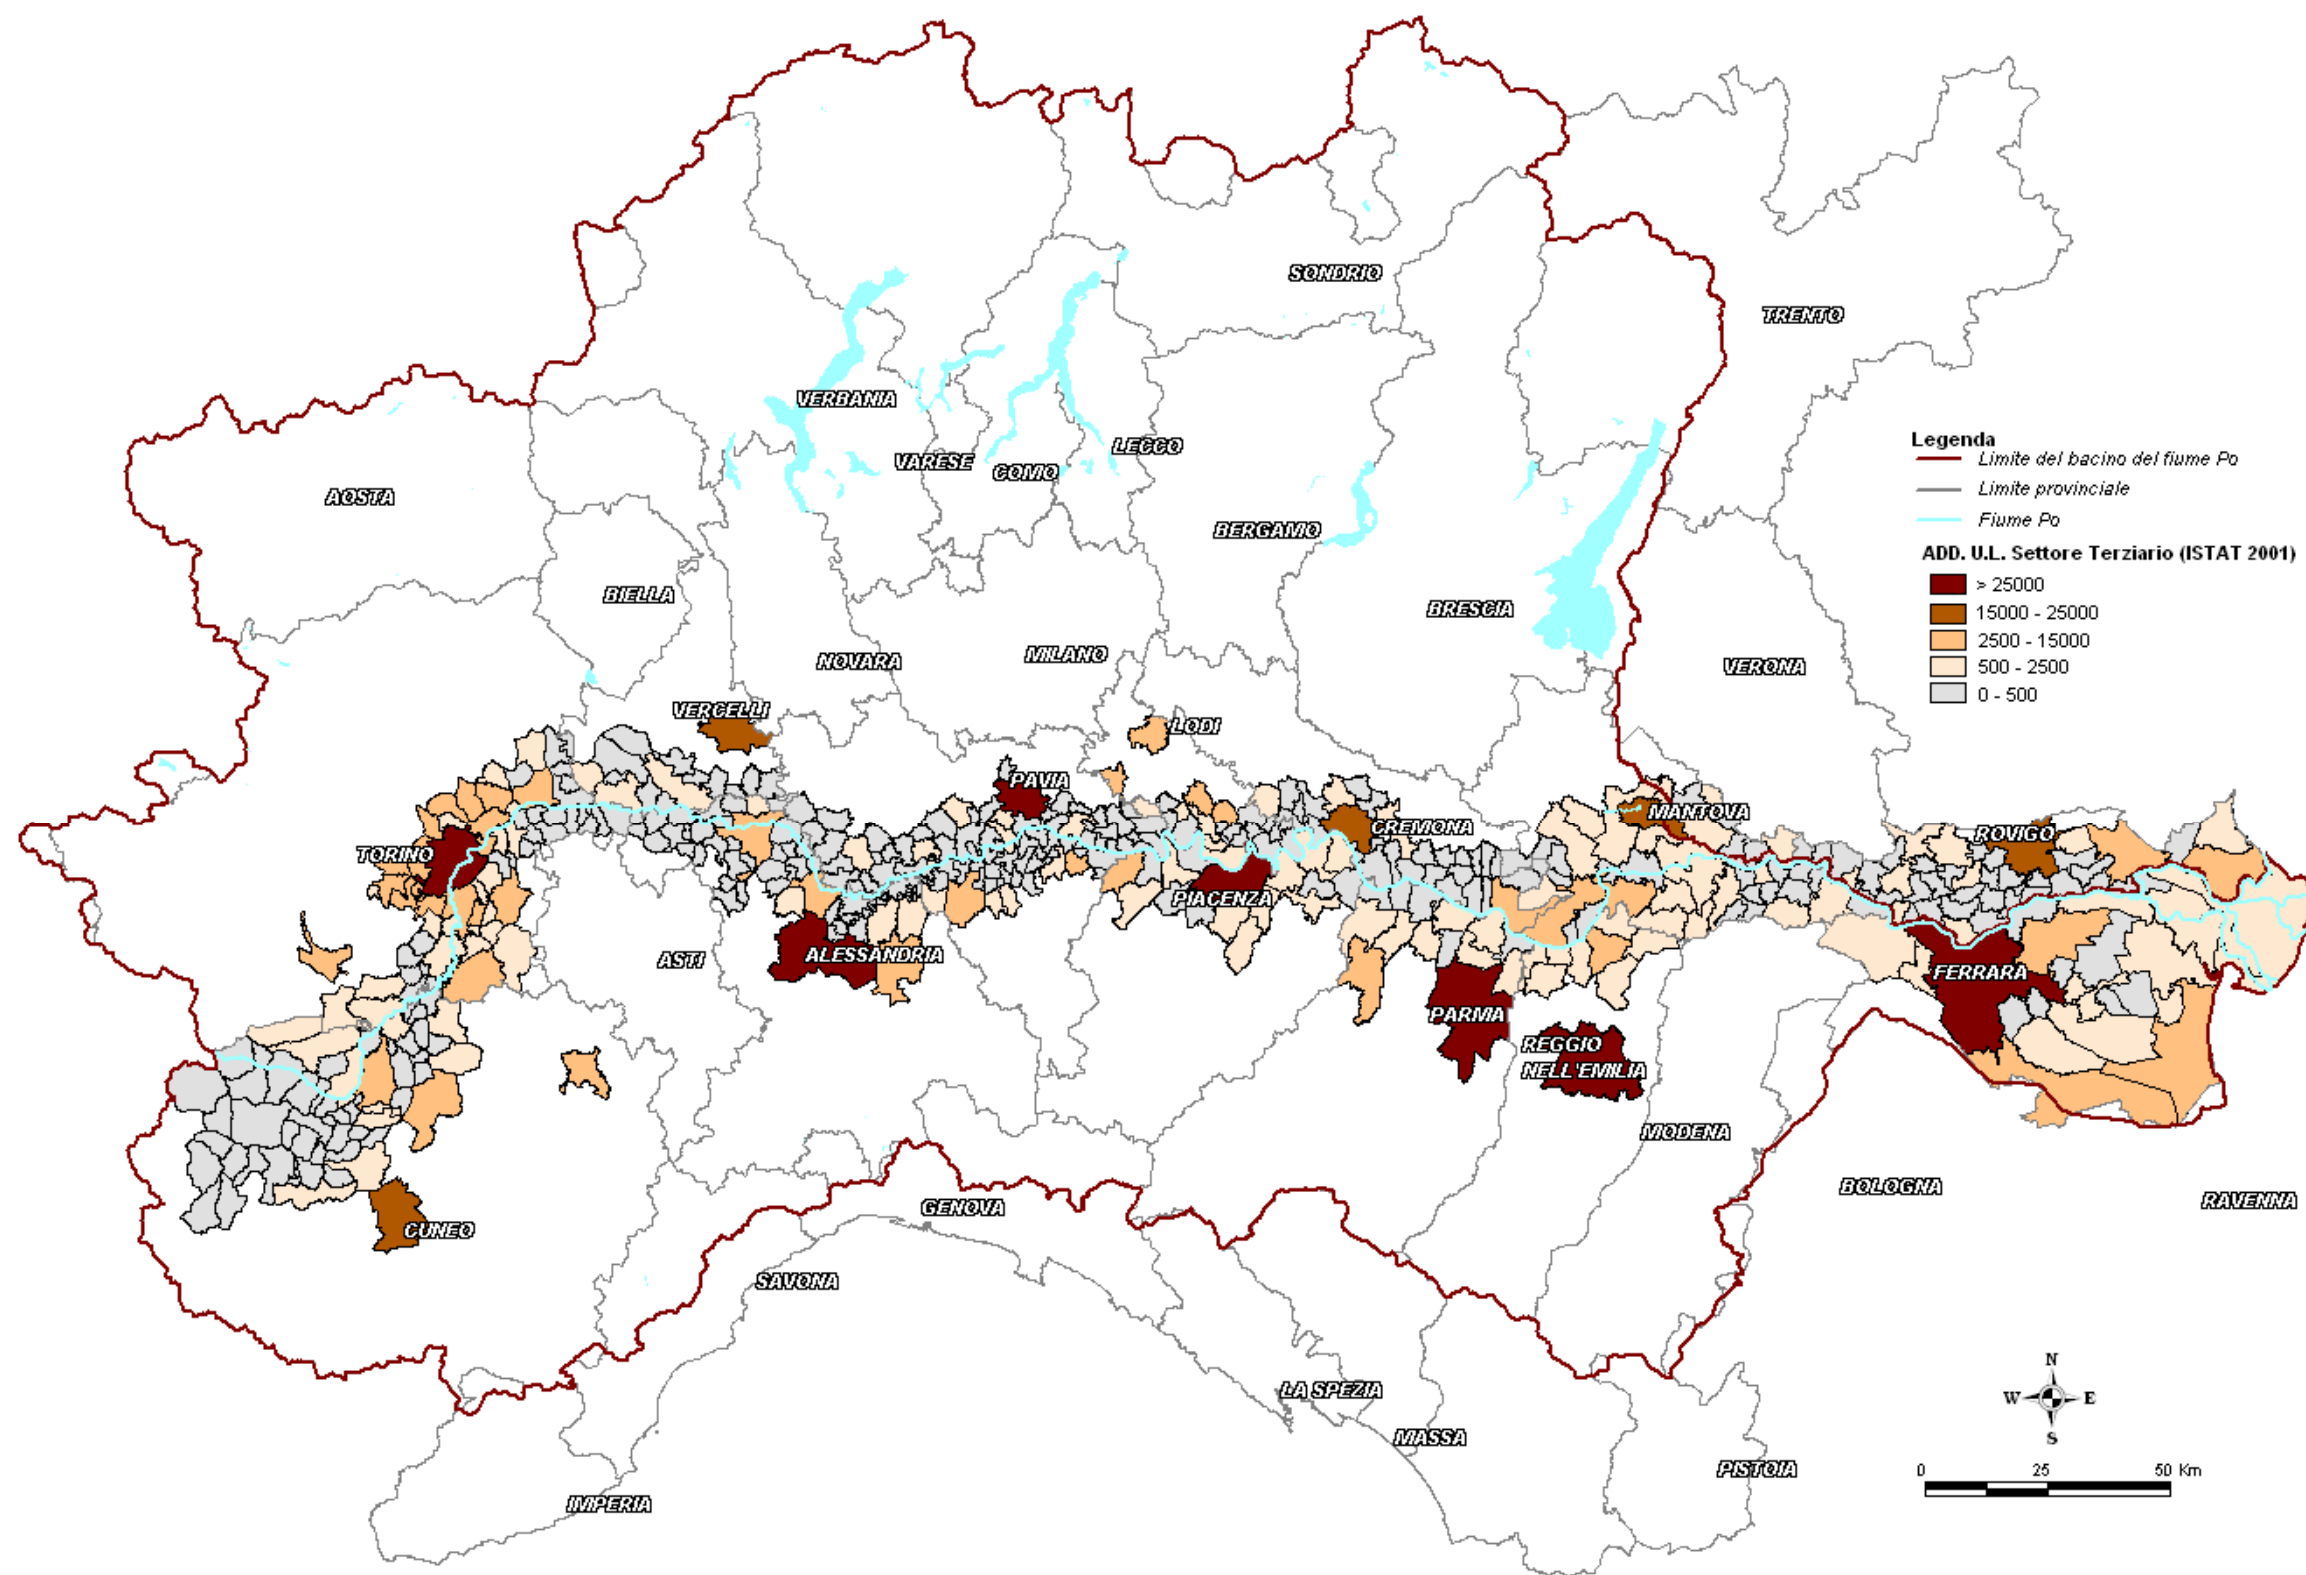 SONDRIO
TRENTO
VERBANIA
LECCO
VARESE
COMO
AOSTA
BERGAMO
BIELLA
BRESCIA
NOVARA
MILANO
VERONA
VERCELLI
LODI
PAVIA
MANTOVA
CREMONA
ROVIGO
TORINO
PIACENZA
ASTI
ALESSANDRIA
FERRARA
PARMA
REGGIO
NELL'EMILIA
MODENA
BOLOGNA
RAVENNA
GENOVA
CUNEO
SAVONA
LA SPEZIA
MASSA
PISTOIA
IMPERIA
Legenda
Limite del bacino del fiume Po
Limite provinciale
Fiume Po
ADD. U.L. Settore Terziario (ISTAT 2001)
> 25000
15000 - 25000
2500 - 15000
500 - 2500
0 - 500
N
W E
S
0 25 50 Km